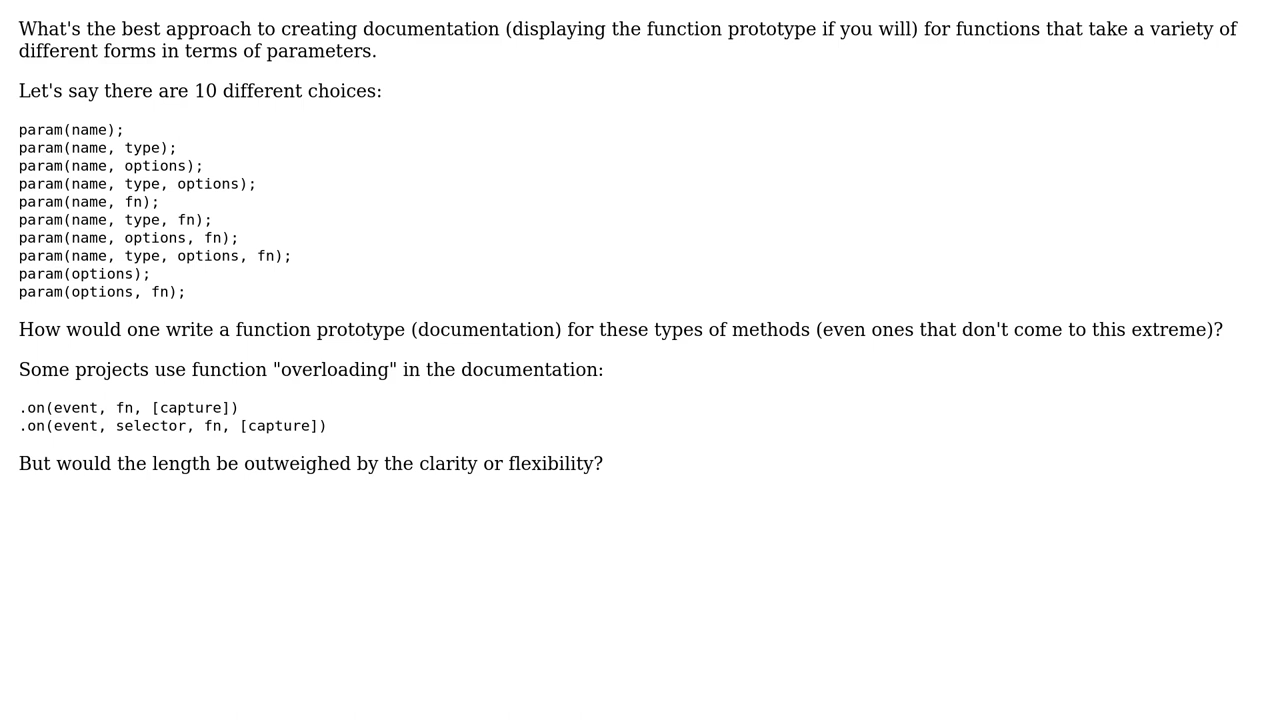 What's the best approach to creating documentation (displaying the function prototype if you will) for functions that take a variety of
different forms in terms of parameters.
Let's say there are 10 different choices:
param(name);
param(name, type);
param(name, options);
param(name, type, options);
param(name, fn);
param(name, type, fn);
param(name, options, fn);
param(name, type, options, fn);
param(options);
param(options, fn);
How would one write a function prototype (documentation) for these types of methods (even ones that don't come to this extreme)?
Some projects use function "overloading" in the documentation:
.on(event, fn, [capture])
.on(event, selector, fn, [capture])
But would the length be outweighed by the clarity or flexibility?